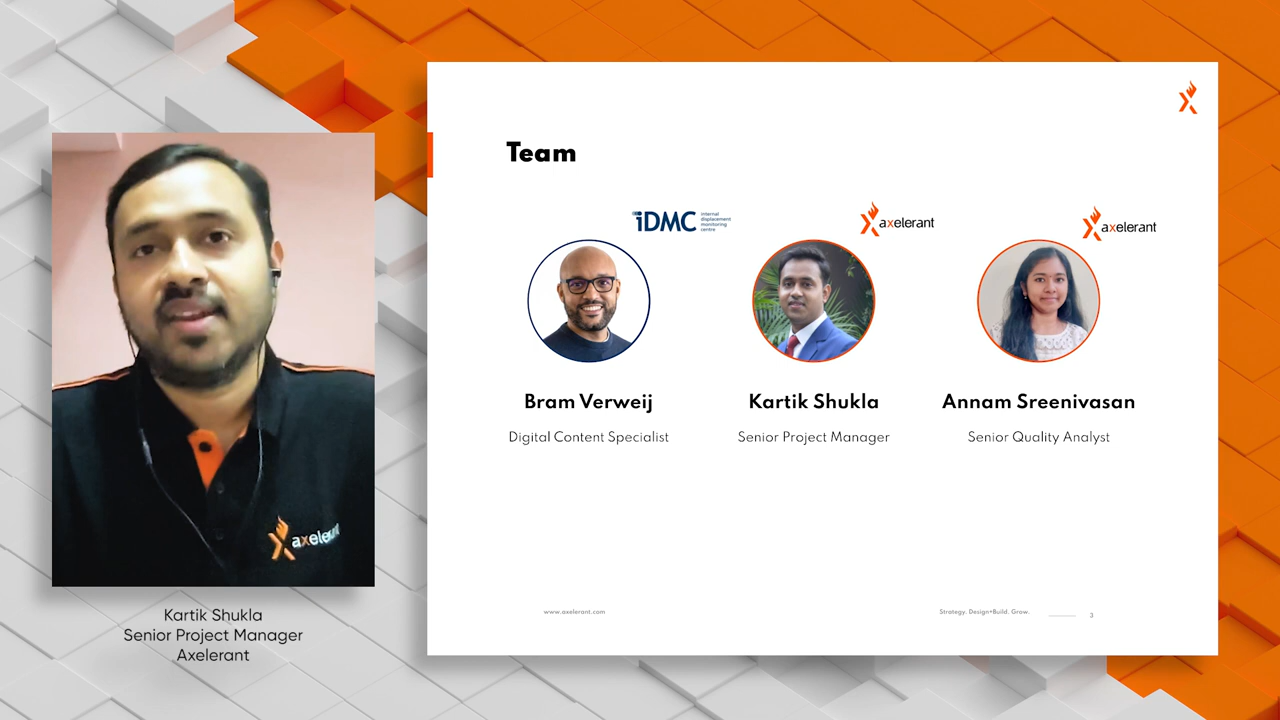 Team
iDMC
internal
displacement
monitoring
centre
axelerant
axelerant
Bram Verweij
Kartik Shukla
Annam Sreenivasan
Digital Content Specialist
Senior Project Manager
Senior Quality Analyst
axelerant
Kartik Shukla
Senior Project Manager
Axelerant
www.axelerant.com
Strategy. Design+Build. Grow.
3